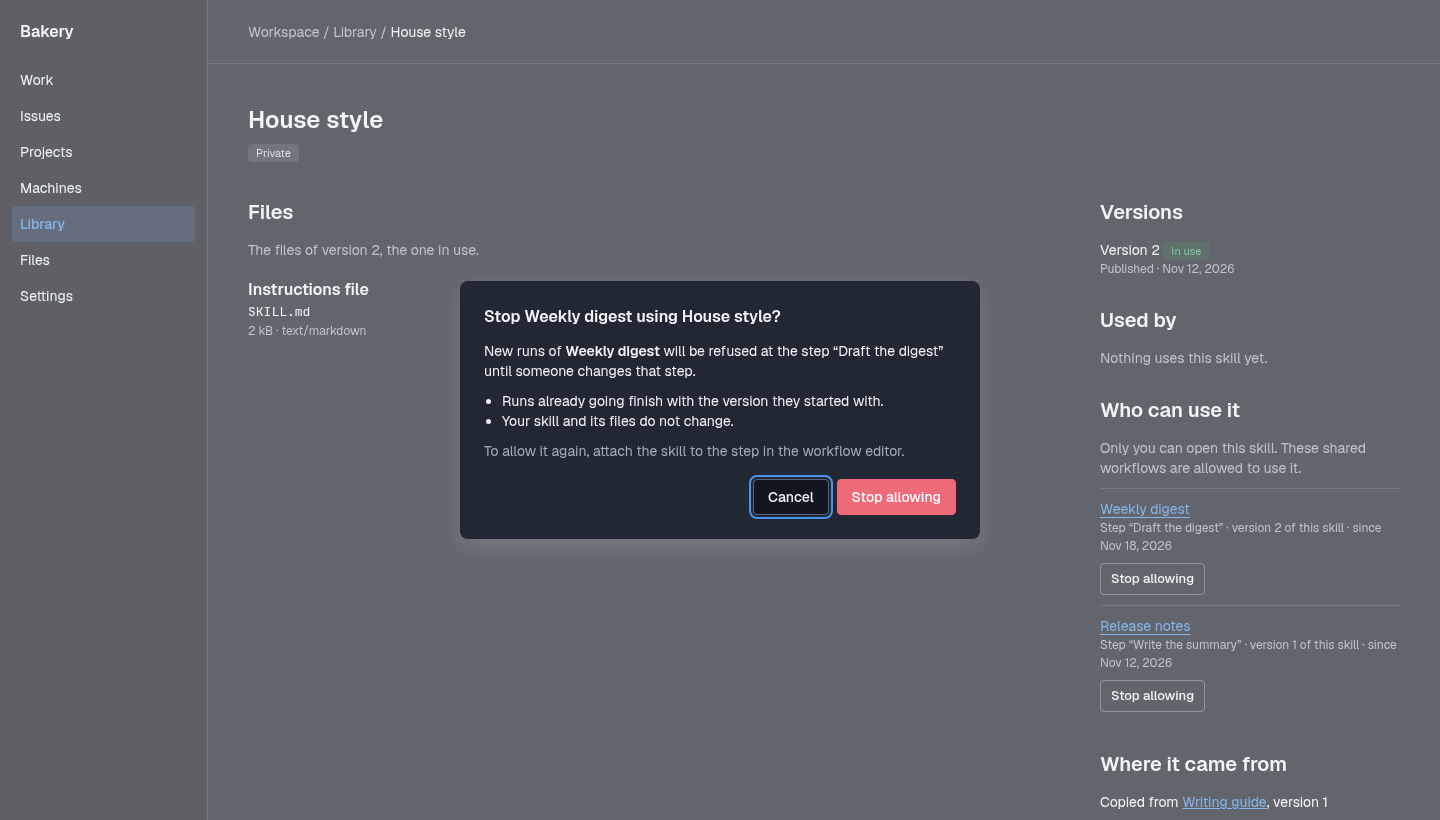 Bakery
Work
Issues
Projects
Machines
Library
Files
Settings
Workspace / Library / House style
House style
Private
Files
The files of version 2, the one in use.
Instructions file
SKILL.md
2 kB · text/markdown
Stop Weekly digest using House style?
New runs of Weekly digest will be refused at the step “Draft the digest”
until someone changes that step.
• Runs already going finish with the version they started with.
• Your skill and its files do not change.
To allow it again, attach the skill to the step in the workflow editor.
Cancel
Stop allowing
Versions
Version 2 In use
Published · Nov 12, 2026
Used by
Nothing uses this skill yet.
Who can use it
Only you can open this skill. These shared
workflows are allowed to use it.
Weekly digest
Step “Draft the digest” · version 2 of this skill · since
Nov 18, 2026
Stop allowing
Release notes
Step “Write the summary” · version 1 of this skill · since
Nov 12, 2026
Stop allowing
Where it came from
Copied from Writing guide, version 1